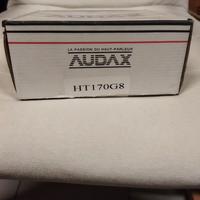 LA PASSION DU HAUT-PARLEUR
AUDAX
HT170G8